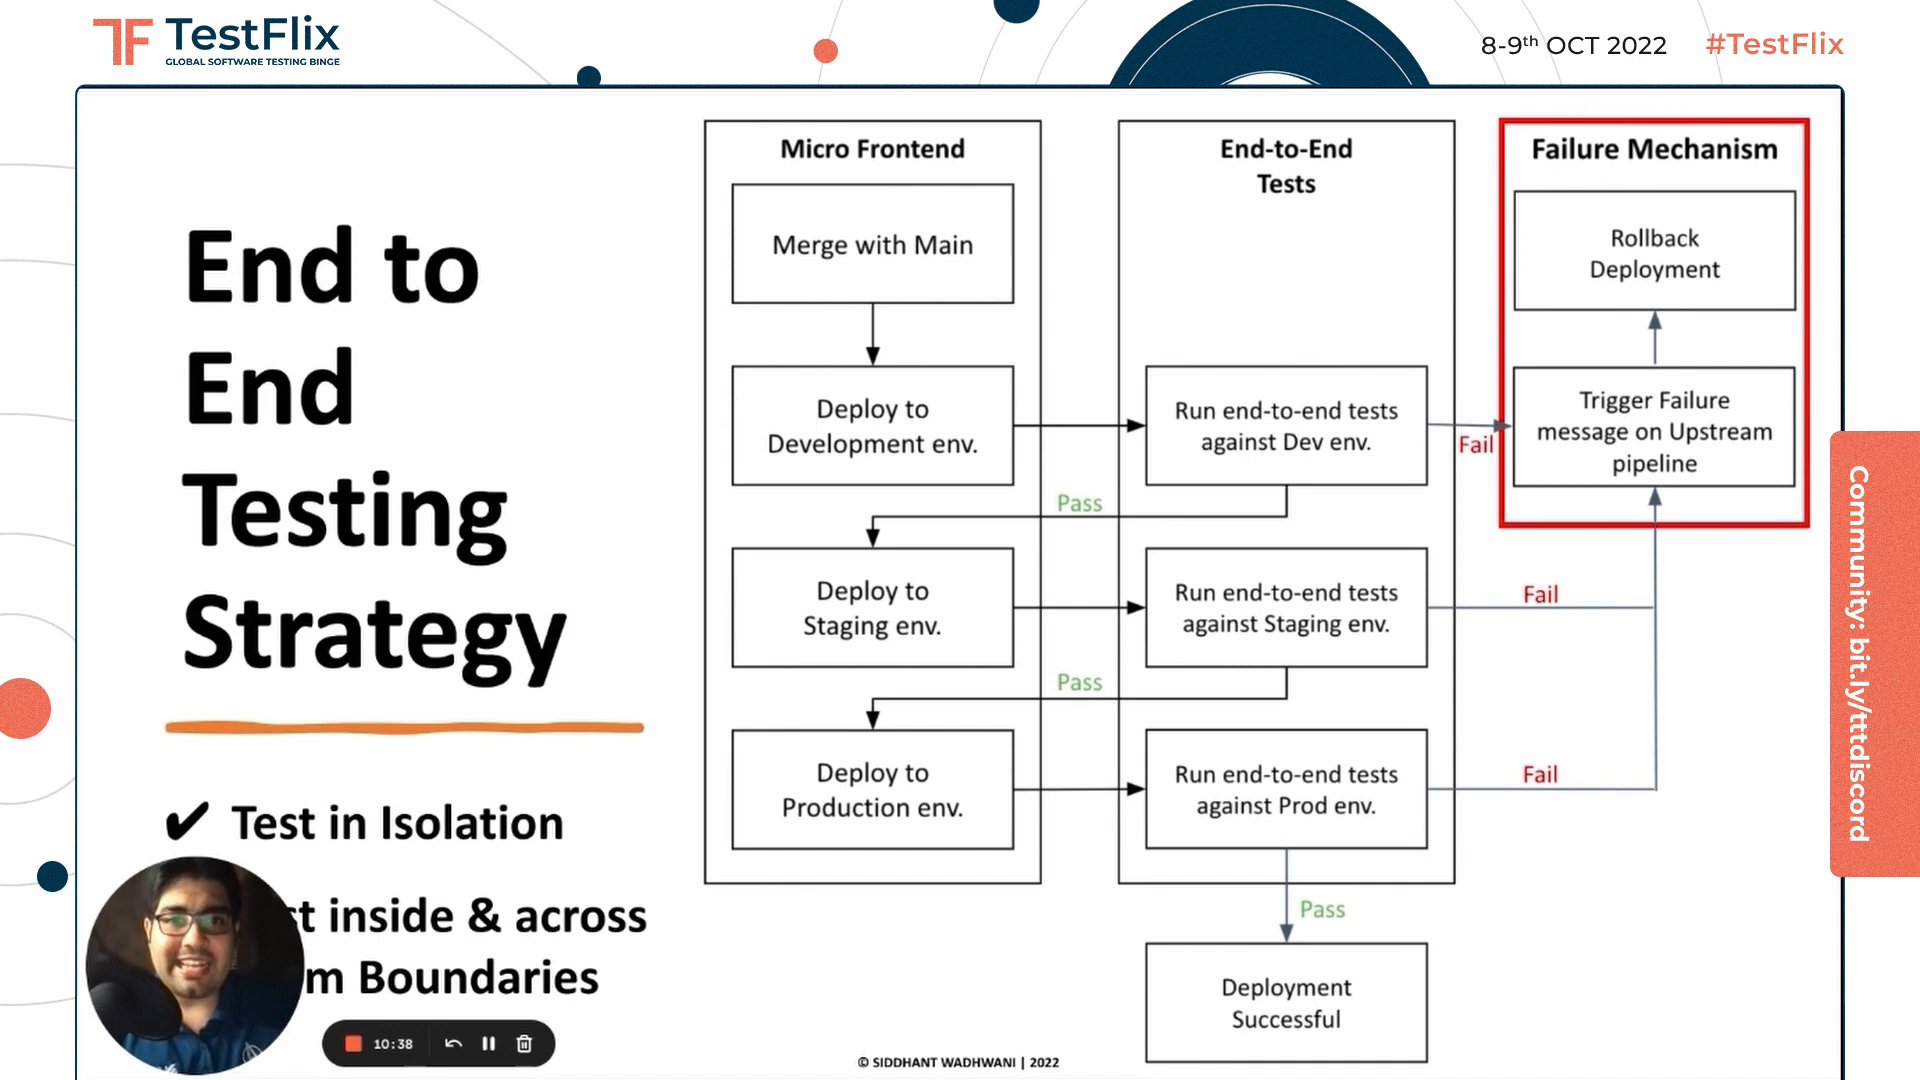 TestFlix
GLOBAL SOFTWARE TESTING BINGE
8-9th OCT 2022
#TestFlix
End to
End
Testing
Strategy
✔ Test in Isolation
st inside & across
m Boundaries
10:38
Micro Frontend
Merge with Main
Deploy to
Development env.
Deploy to
Staging env.
Deploy to
Production env.
Pass
Pass
End-to-End
Tests
Run end-to-end tests
against Dev env.
Run end-to-end tests
against Staging env.
Run end-to-end tests
against Prod env.
Pass
Deployment
Successful
Fail
Fail
Fail
Failure Mechanism
Rollback
Deployment
Trigger Failure
message on Upstream
pipeline
© SIDDHANT WADHWANI | 2022
Community: bit.ly/tttdiscord